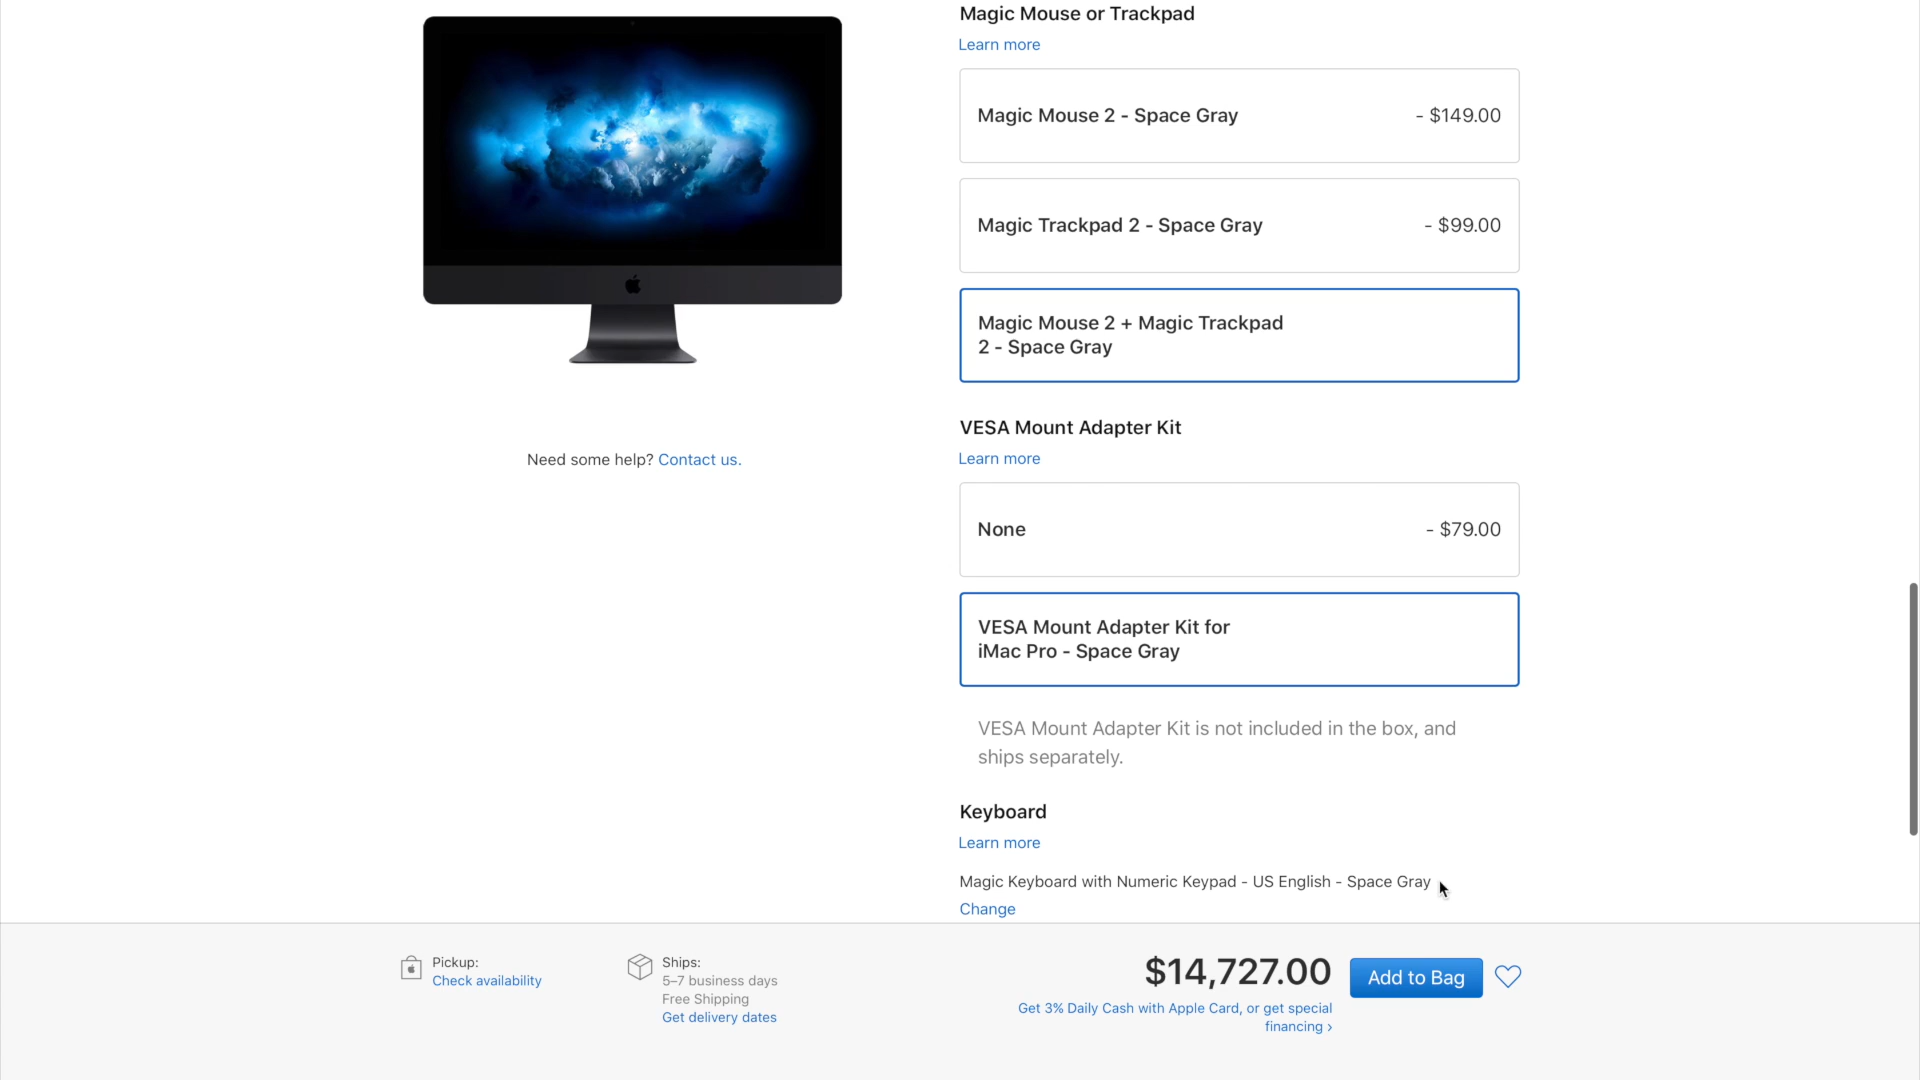 Magic Mouse or Trackpad
Learn more
Magic Mouse 2 - Space Gray - $149.00
Magic Trackpad 2 - Space Gray - $99.00
Magic Mouse 2 + Magic Trackpad
2 - Space Gray
Need some help? Contact us.
VESA Mount Adapter Kit
Learn more
None - $79.00
VESA Mount Adapter Kit for
iMac Pro - Space Gray
VESA Mount Adapter Kit is not included in the box, and
ships separately.
Keyboard
Learn more
Magic Keyboard with Numeric Keypad - US English - Space Gray
Change
Pickup:
Check availability
Ships:
5–7 business days
Free Shipping
Get delivery dates
$14,727.00
Add to Bag
Get 3% Daily Cash with Apple Card, or get special
financing ›